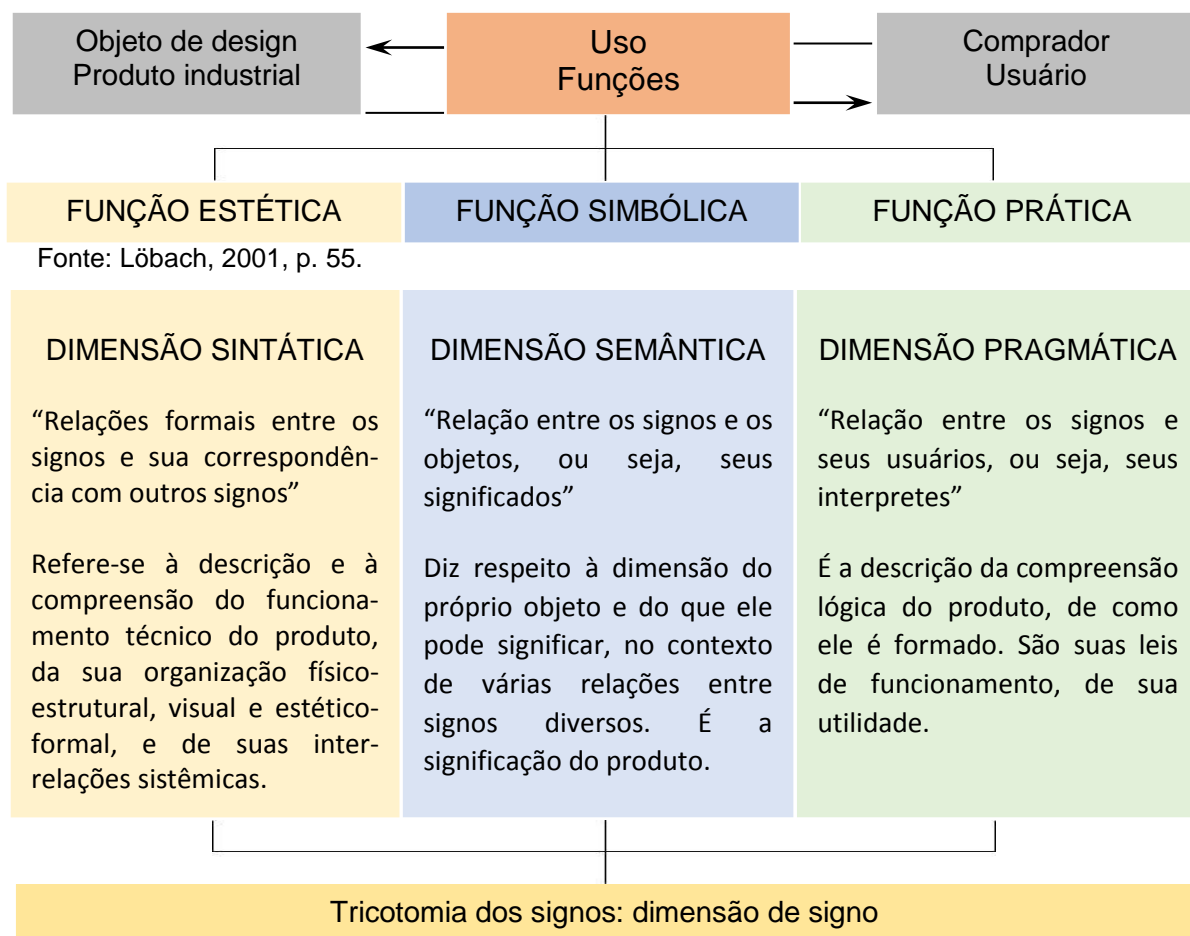 Objeto de design
Produto industrial
Uso
Funções
Comprador
Usuário
FUNÇÃO ESTÉTICA
FUNÇÃO SIMBÓLICA
FUNÇÃO PRÁTICA
Fonte: Löbach, 2001, p. 55.
DIMENSÃO SINTÁTICA
“Relações formais entre os
signos e sua correspondên-
cia com outros signos”
Refere-se à descrição e à
compreensão do funciona-
mento técnico do produto,
da sua organização físico-
estrutural, visual e estético-
formal, e de suas inter-
relações sistêmicas.
DIMENSÃO SEMÂNTICA
“Relação entre os signos e os
objetos, ou seja, seus
significados”
Diz respeito à dimensão do
próprio objeto e do que ele
pode significar, no contexto
de várias relações entre
signos diversos. É a
significação do produto.
DIMENSÃO PRAGMÁTICA
“Relação entre os signos e
seus usuários, ou seja, seus
interpretes”
É a descrição da compreensão
lógica do produto, de como
ele é formado. São suas leis
de funcionamento, de sua
utilidade.
Tricotomia dos signos: dimensão de signo